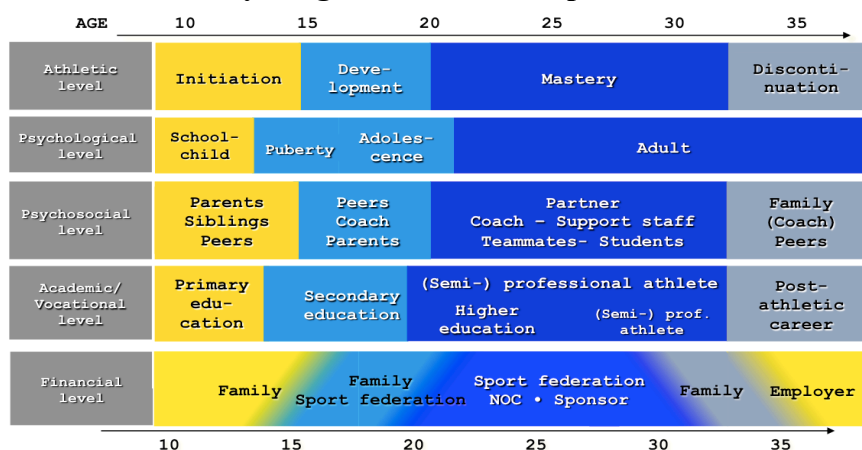 AGE 10 15 20 25 30 35
Athletic
level
Initiation
Deve-
lopment
Mastery
Disconti-
nuation
Psychological
level
School-
child
Puberty
Adoles-
cence
Adult
Psychosocial
level
Parents
Siblings
Peers
Peers
Coach
Parents
Partner
Coach – Support staff
Teammates- Students
Family
(Coach)
Peers
Academic/
Vocational
level
Primary
edu-
cation
Secondary
education
(Semi-) professional athlete
Higher
education
(Semi-) prof.
athlete
Post-
athletic
career
Financial
level
Family
Family
Sport federation
Sport federation
NOC • Sponsor
Family
Employer
10 15 20 25 30 35